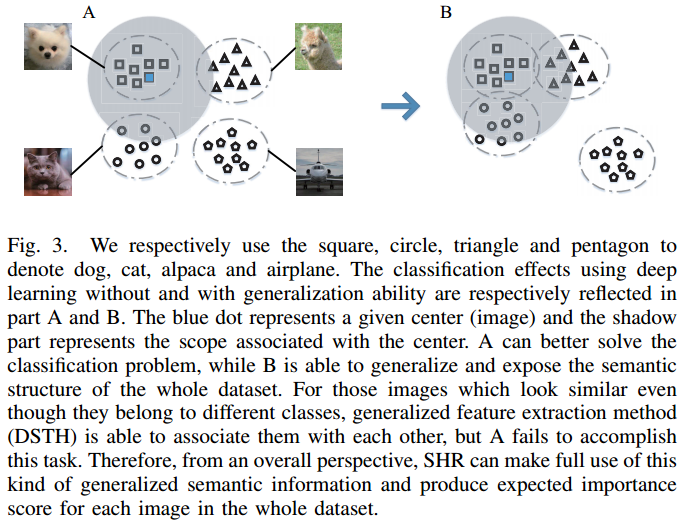 A
B
Fig. 3. We respectively use the square, circle, triangle and pentagon to
denote dog, cat, alpaca and airplane. The classification effects using deep
learning without and with generalization ability are respectively reflected in
part A and B. The blue dot represents a given center (image) and the shadow
part represents the scope associated with the center. A can better solve the
classification problem, while B is able to generalize and expose the semantic
structure of the whole dataset. For those images which look similar even
though they belong to different classes, generalized feature extraction method
(DSTH) is able to associate them with each other, but A fails to accomplish
this task. Therefore, from an overall perspective, SHR can make full use of this
kind of generalized semantic information and produce expected importance
score for each image in the whole dataset.